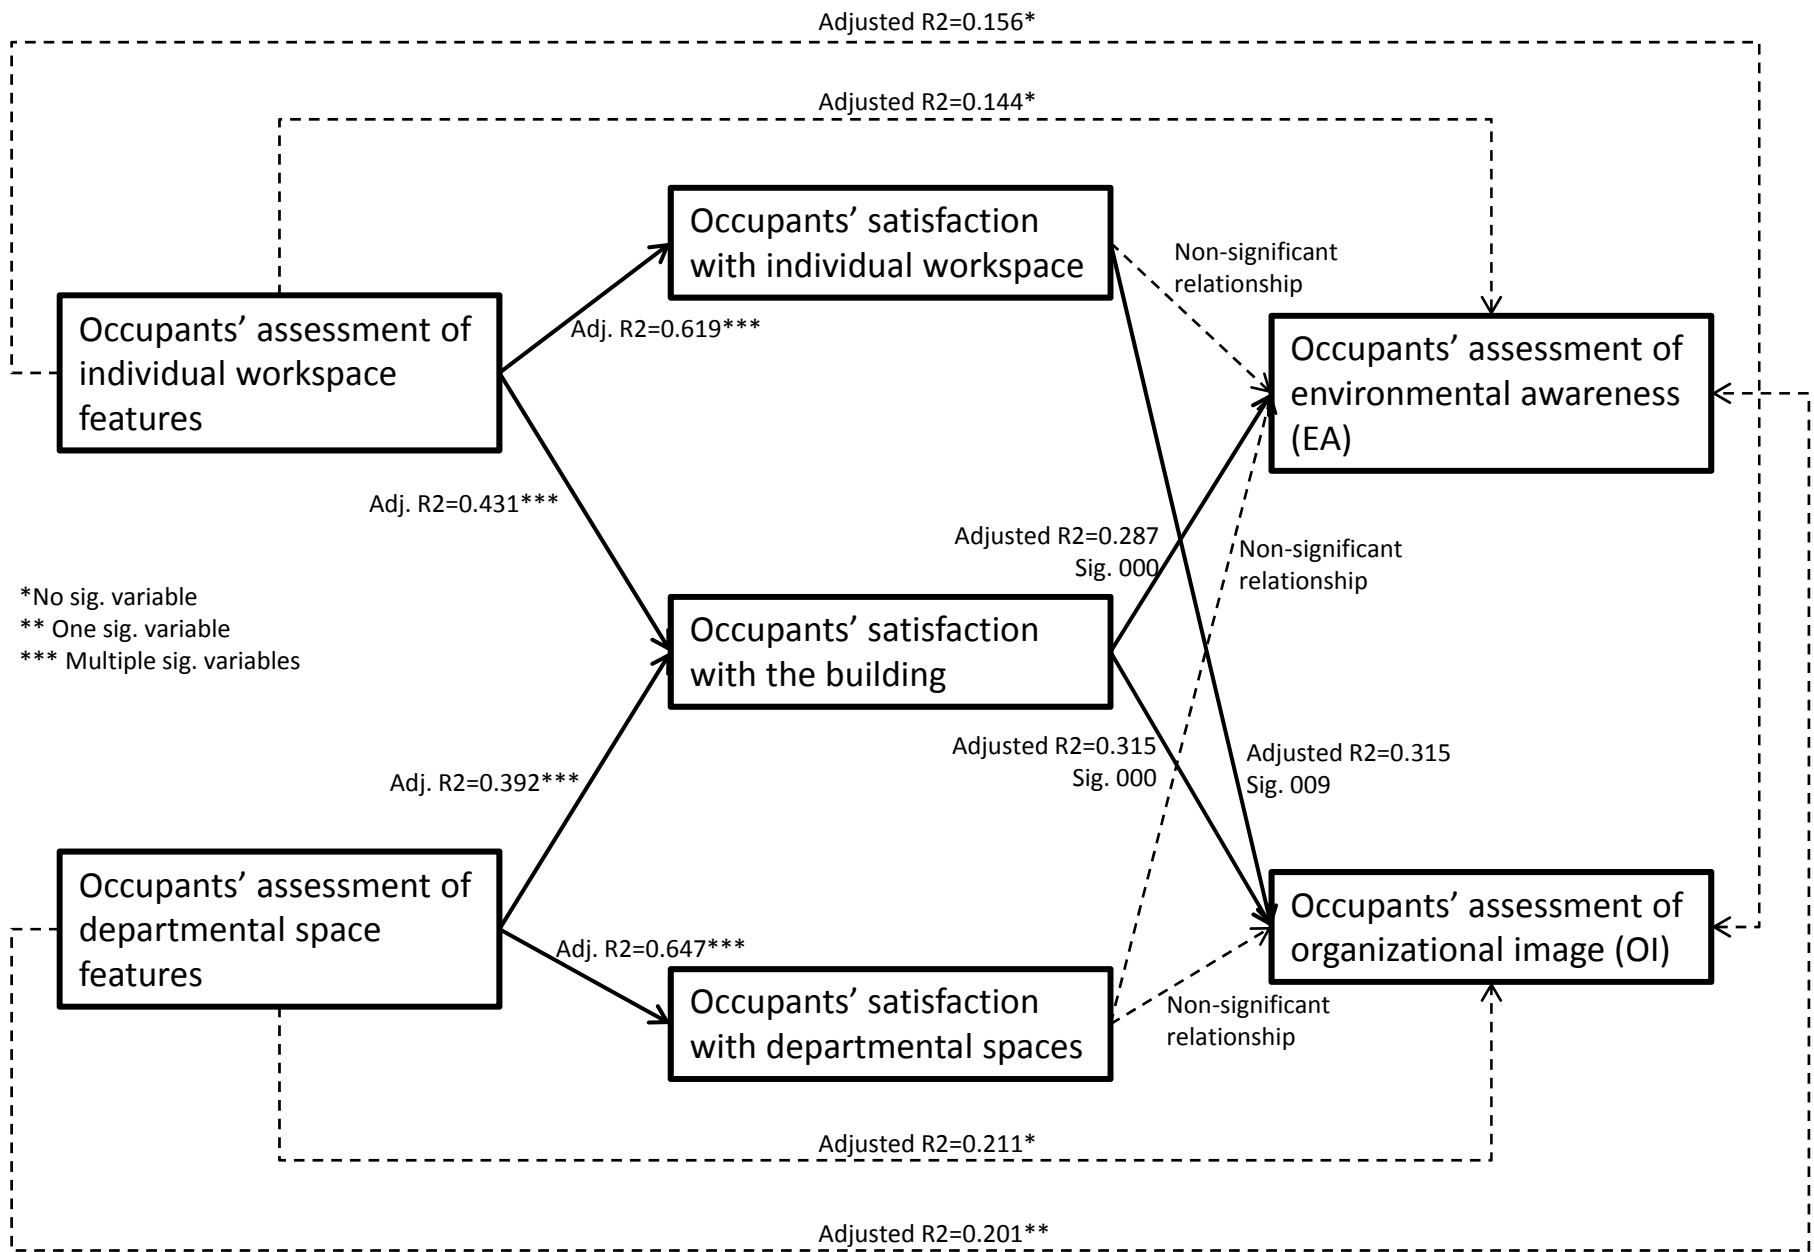 Adjusted R2=0.156*
Adjusted R2=0.144*
Occupants’ satisfaction
with individual workspace
Non-significant
relationship
Occupants’ assessment of
individual workspace
features
Adj. R2=0.619***
Occupants’ assessment of
environmental awareness
(EA)
Adj. R2=0.431***
Adjusted R2=0.287
Sig. 000
Non-significant
relationship
*No sig. variable
** One sig. variable
*** Multiple sig. variables
Occupants’ satisfaction
with the building
Adjusted R2=0.315
Sig. 000
Adjusted R2=0.315
Sig. 009
Adj. R2=0.392***
Occupants’ assessment of
departmental space
features
Adj. R2=0.647***
Occupants’ assessment of
organizational image (OI)
Occupants’ satisfaction
with departmental spaces
Non-significant
relationship
Adjusted R2=0.211*
Adjusted R2=0.201**